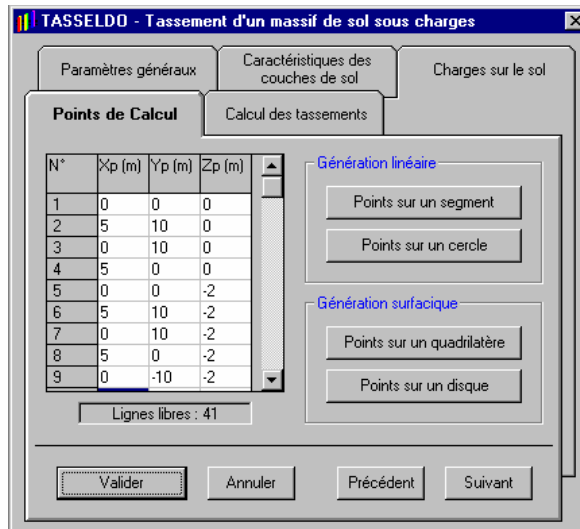 TASSELDO - Tassement d'un massif de sol sous charges
Paramètres généraux
Caractéristiques des
couches de sol
Charges sur le sol
Points de Calcul
Calcul des tassements
N° Xp (m) Yp (m) Zp (m)
1 0 0 0
2 5 10 0
3 0 10 0
4 5 0 0
5 0 0 -2
6 5 10 -2
7 0 10 -2
8 5 0 -2
9 0 -10 -2
Lignes libres : 41
Génération linéaire
Points sur un segment
Points sur un cercle
Génération surfacique
Points sur un quadrilatère
Points sur un disque
Valider
Annuler
Précédent
Suivant